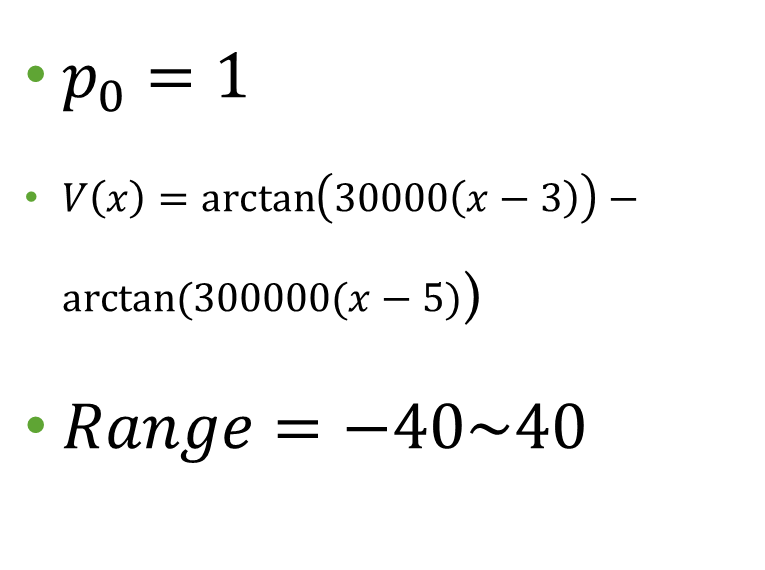 • p₀ = 1
• V(x) = arctan(30000(x − 3)) −
arctan(300000(x − 5))
• Range = −40~40